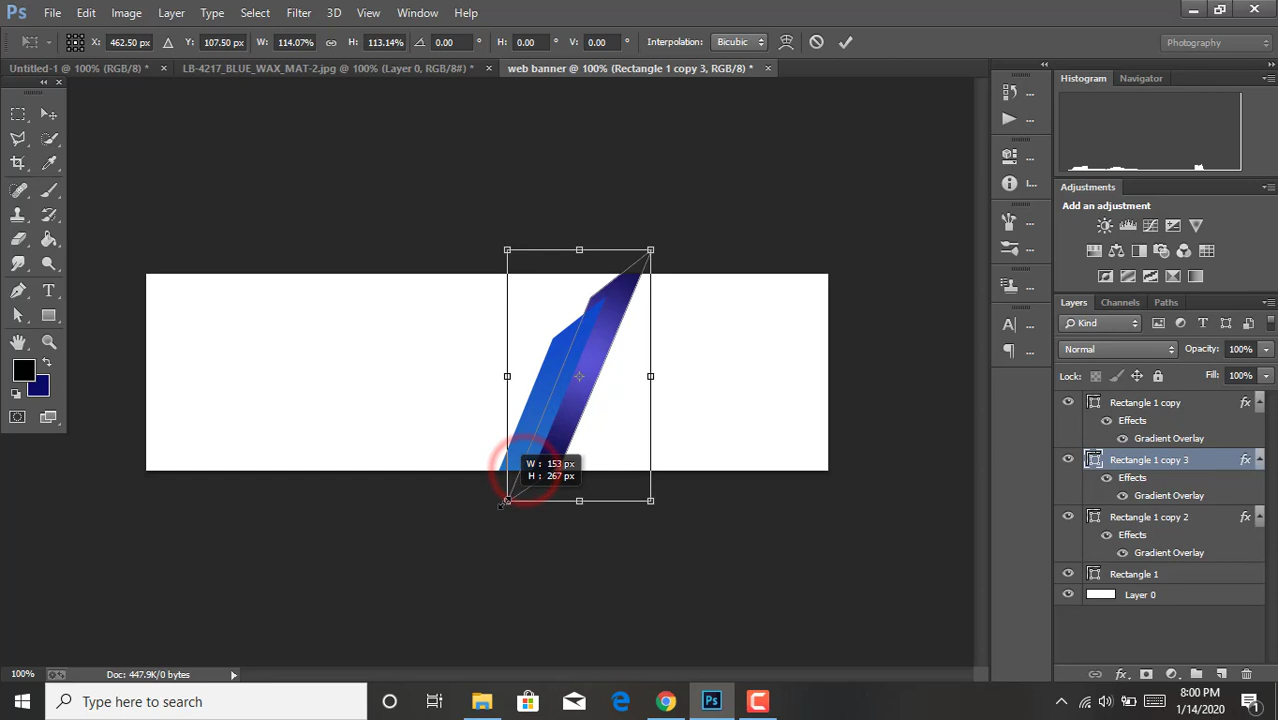 Ps File Edit Image Layer Type Select Filter 3D View Window Help
X: 462.50 px Y: 107.50 px W: 114.07% H: 113.14% 0.00 ° H: 0.00 ° V: 0.00 ° Interpolation: Bicubic Photography
Untitled-1 @ 100% (RGB/8) * × LB-4217_BLUE_WAX_MAT-2.jpg @ 100% (Layer 0, RGB/8#) * × web banner @ 100% (Rectangle 1 copy 3, RGB/8) * ×
Histogram Navigator
Adjustments
Add an adjustment
Layers Channels Paths
Kind
Normal Opacity: 100%
Lock: Fill: 100%
Rectangle 1 copy fx
Effects
Gradient Overlay
Rectangle 1 copy 3 fx
Effects
Gradient Overlay
Rectangle 1 copy 2 fx
Effects
Gradient Overlay
Rectangle 1
Layer 0
W : 153 px
H : 267 px
100% Doc: 447.9K/0 bytes
Type here to search
8:00 PM
1/14/2020